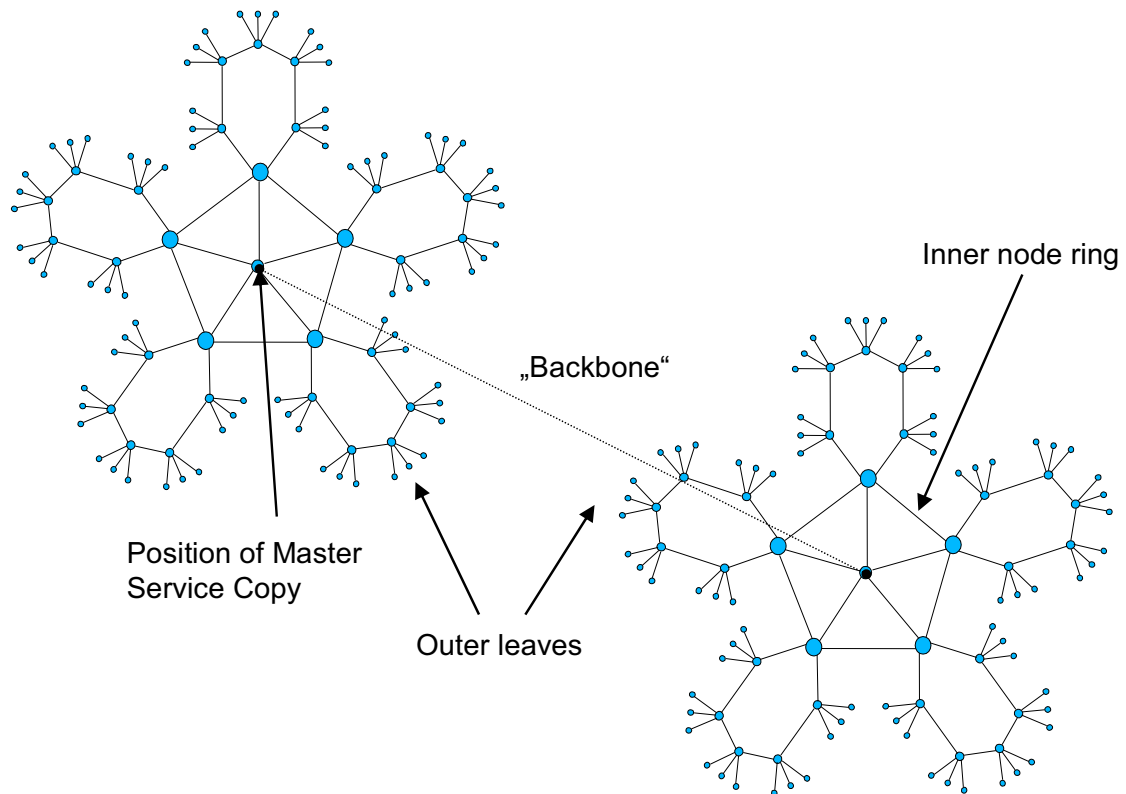 Inner node ring
„Backbone“
Position of Master
Service Copy
Outer leaves